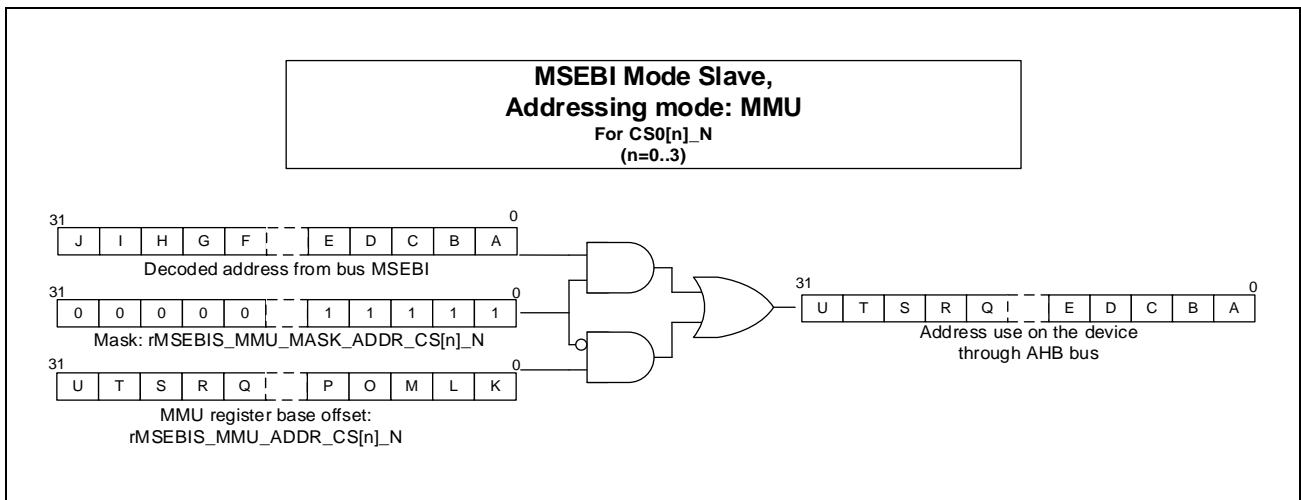 MSEBI Mode Slave,
Addressing mode: MMU
For CS0[n]_N
(n=0..3)
31 0
J I H G F E D C B A
Decoded address from bus MSEBI
31 0
0 0 0 0 0 1 1 1 1 1
Mask: rMSEBIS_MMU_MASK_ADDR_CS[n]_N
31 0
U T S R Q P O M L K
MMU register base offset:
rMSEBIS_MMU_ADDR_CS[n]_N
31 0
U T S R Q E D C B A
Address use on the device
through AHB bus